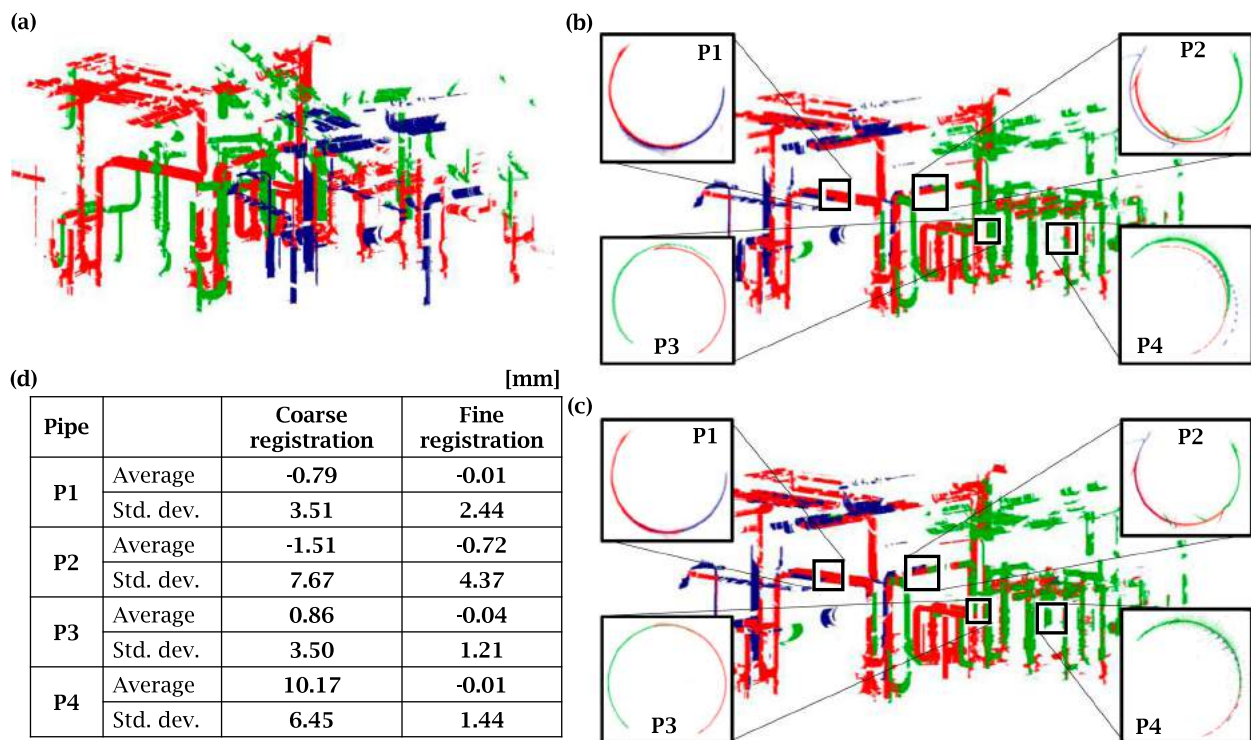 (a)
(b)
P1
P2
P3
P4
(c)
P1
P2
P3
P4
(d)
[mm]
Pipe Coarse registration Fine registration
P1 Average -0.79 -0.01
Std. dev. 3.51 2.44
P2 Average -1.51 -0.72
Std. dev. 7.67 4.37
P3 Average 0.86 -0.04
Std. dev. 3.50 1.21
P4 Average 10.17 -0.01
Std. dev. 6.45 1.44